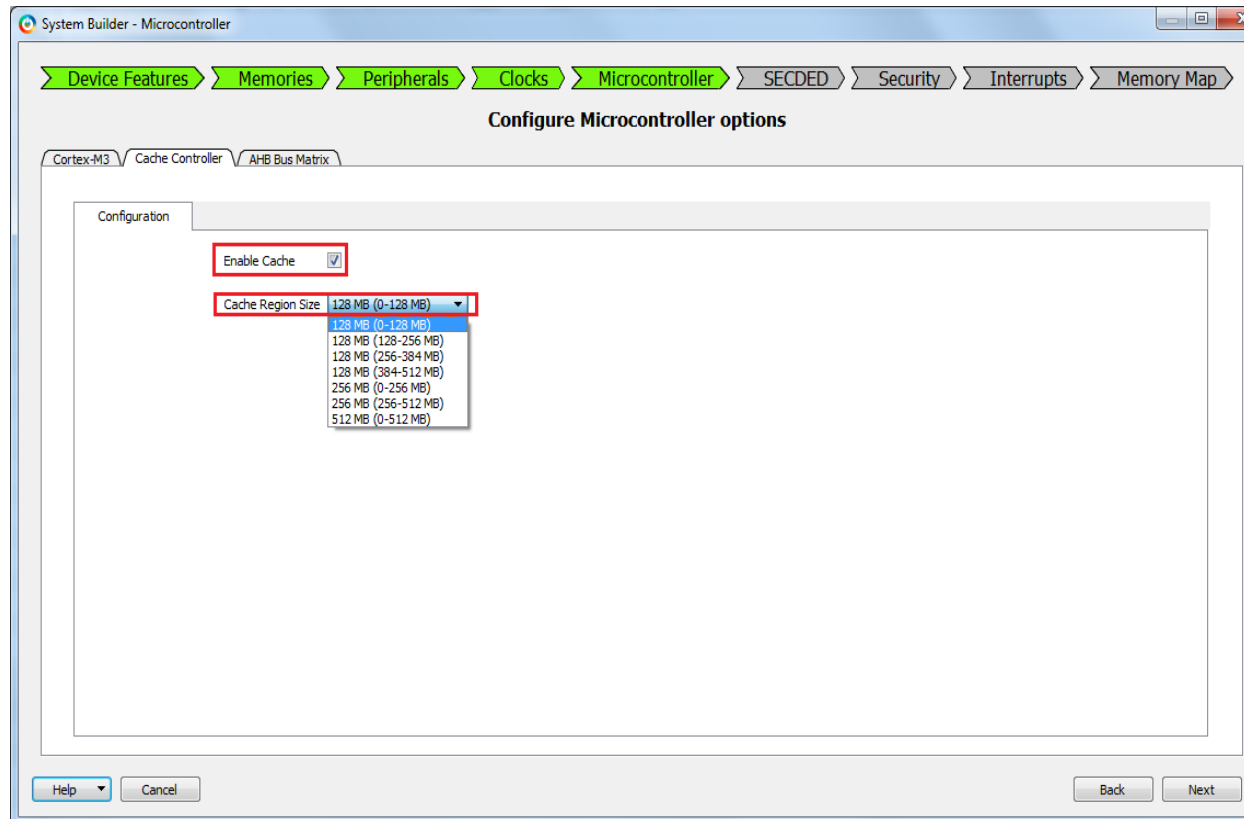 System Builder - Microcontroller
Device Features Memories Peripherals Clocks Microcontroller SECDED Security Interrupts Memory Map
Configure Microcontroller options
Cortex-M3 Cache Controller AHB Bus Matrix
Configuration
Enable Cache
Cache Region Size 128 MB (0-128 MB)
128 MB (0-128 MB)
128 MB (128-256 MB)
128 MB (256-384 MB)
128 MB (384-512 MB)
256 MB (0-256 MB)
256 MB (256-512 MB)
512 MB (0-512 MB)
Help Cancel Back Next